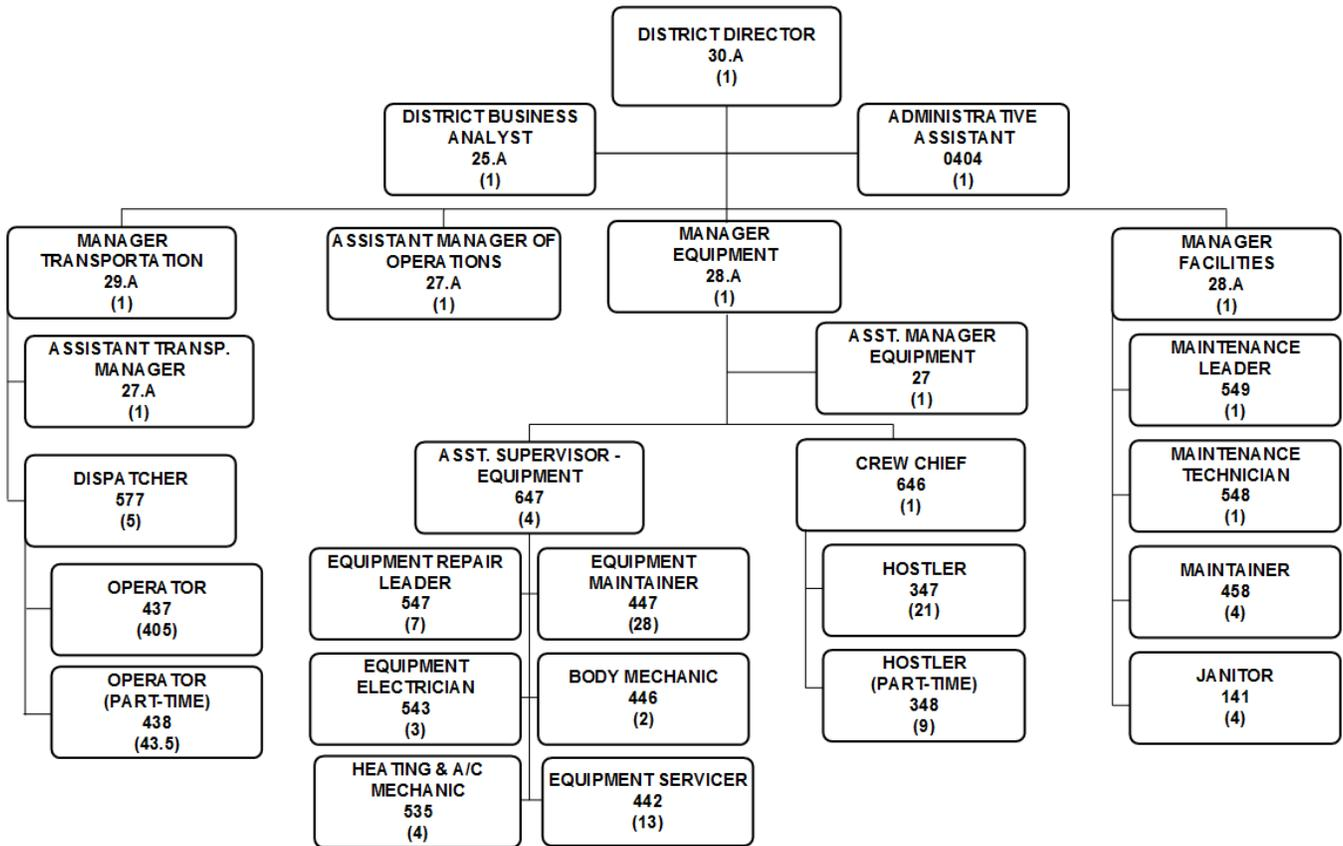 DISTRICT DIRECTOR
30.A
(1)
DISTRICT BUSINESS
ANALYST
25.A
(1)
ADMINISTRATIVE
ASSISTANT
0404
(1)
MANAGER
TRANSPORTATION
29.A
(1)
ASSISTANT MANAGER OF
OPERATIONS
27.A
(1)
MANAGER
EQUIPMENT
28.A
(1)
MANAGER
FACILITIES
28.A
(1)
ASSISTANT TRANSP.
MANAGER
27.A
(1)
DISPATCHER
577
(5)
OPERATOR
437
(405)
OPERATOR
(PART-TIME)
438
(43.5)
ASST. MANAGER
EQUIPMENT
27
(1)
ASST. SUPERVISOR -
EQUIPMENT
647
(4)
EQUIPMENT REPAIR
LEADER
547
(7)
EQUIPMENT
MAINTAINER
447
(28)
EQUIPMENT
ELECTRICIAN
543
(3)
BODY MECHANIC
446
(2)
HEATING & A/C
MECHANIC
535
(4)
EQUIPMENT SERVICER
442
(13)
CREW CHIEF
646
(1)
HOSTLER
347
(21)
HOSTLER
(PART-TIME)
348
(9)
MAINTENANCE
LEADER
549
(1)
MAINTENANCE
TECHNICIAN
548
(1)
MAINTAINER
458
(4)
JANITOR
141
(4)